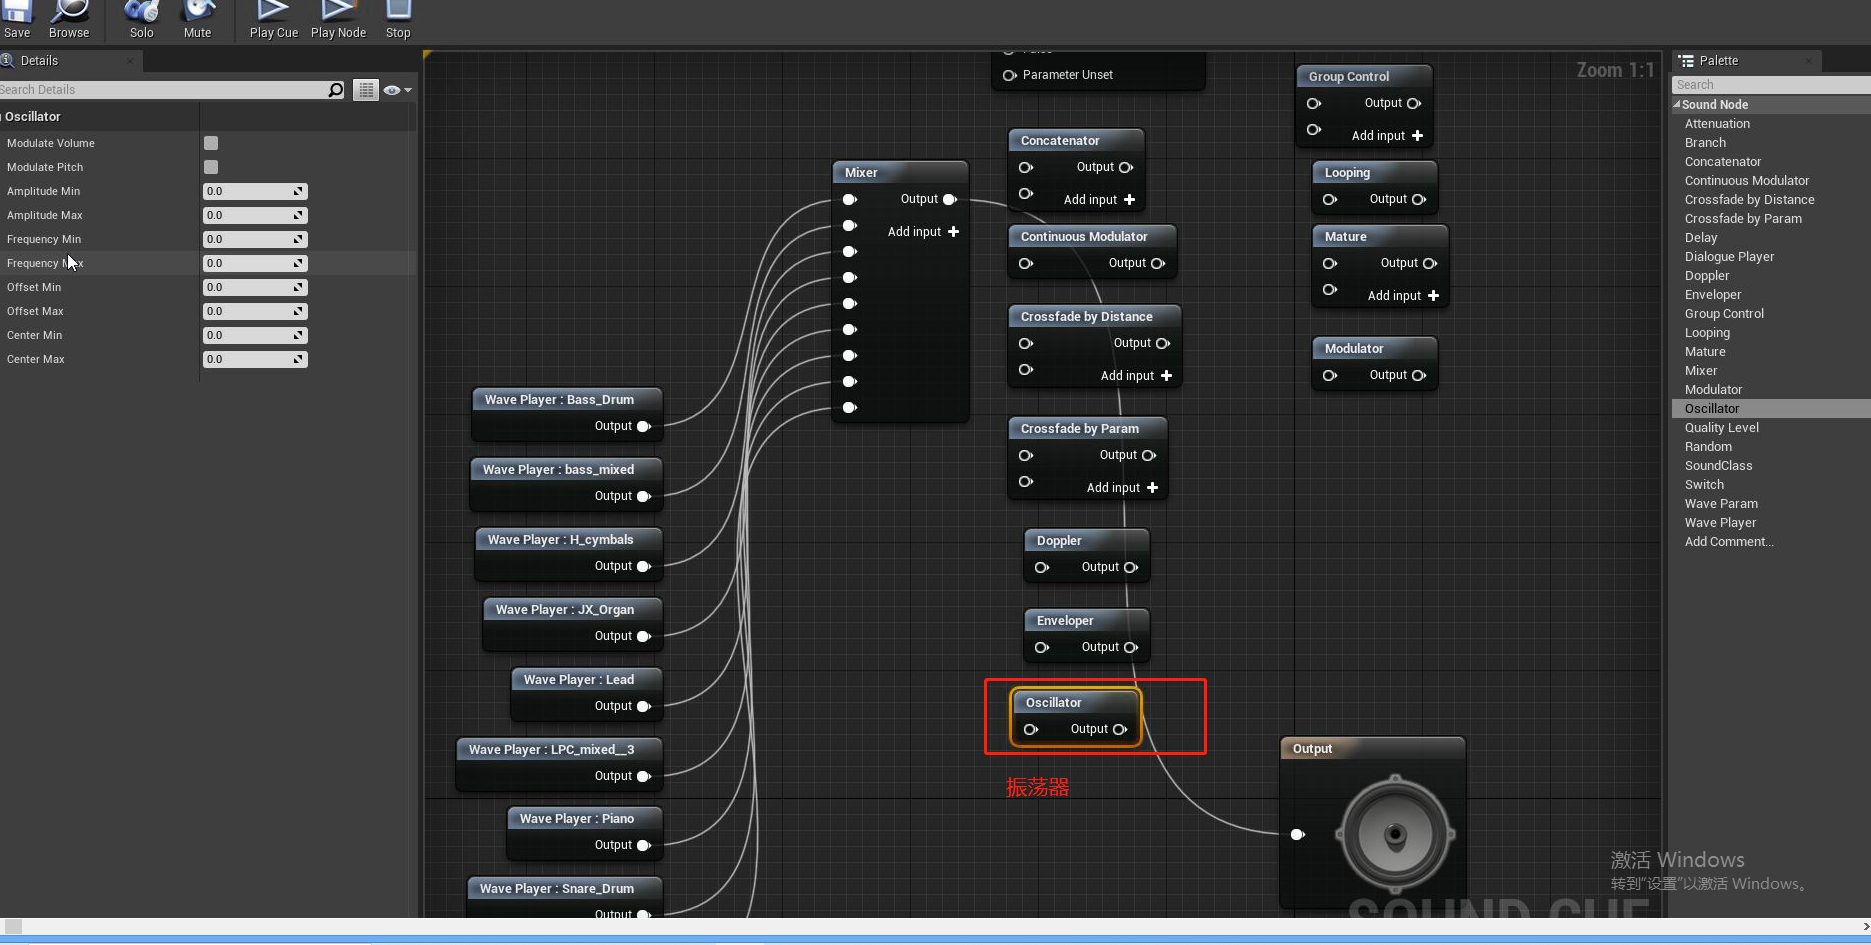 Save
Browse
Solo
Mute
Play Cue
Play Node
Stop
Details
Search Details
Oscillator
Modulate Volume
Modulate Pitch
Amplitude Min 0.0
Amplitude Max 0.0
Frequency Min 0.0
Frequency 0.0
Offset Min 0.0
Offset Max 0.0
Center Min 0.0
Center Max 0.0
Zoom 1:1
Parameter Unset
Mixer
Output
Add input
Wave Player : Bass_Drum
Output
Wave Player : bass_mixed
Output
Wave Player : H_cymbals
Output
Wave Player : JX_Organ
Output
Wave Player : Lead
Output
Wave Player : LPC_mixed__3
Output
Wave Player : Piano
Output
Wave Player : Snare_Drum
Output
Concatenator
Output
Add input
Continuous Modulator
Output
Crossfade by Distance
Output
Add input
Crossfade by Param
Output
Add input
Doppler
Output
Enveloper
Output
Oscillator
Output
振荡器
Group Control
Output
Add input
Looping
Output
Mature
Output
Add input
Modulator
Output
Output
激活 Windows
转到"设置"以激活 Windows。
SOUND CUE
Palette
Search
Sound Node
Attenuation
Branch
Concatenator
Continuous Modulator
Crossfade by Distance
Crossfade by Param
Delay
Dialogue Player
Doppler
Enveloper
Group Control
Looping
Mature
Mixer
Modulator
Oscillator
Quality Level
Random
SoundClass
Switch
Wave Param
Wave Player
Add Comment...